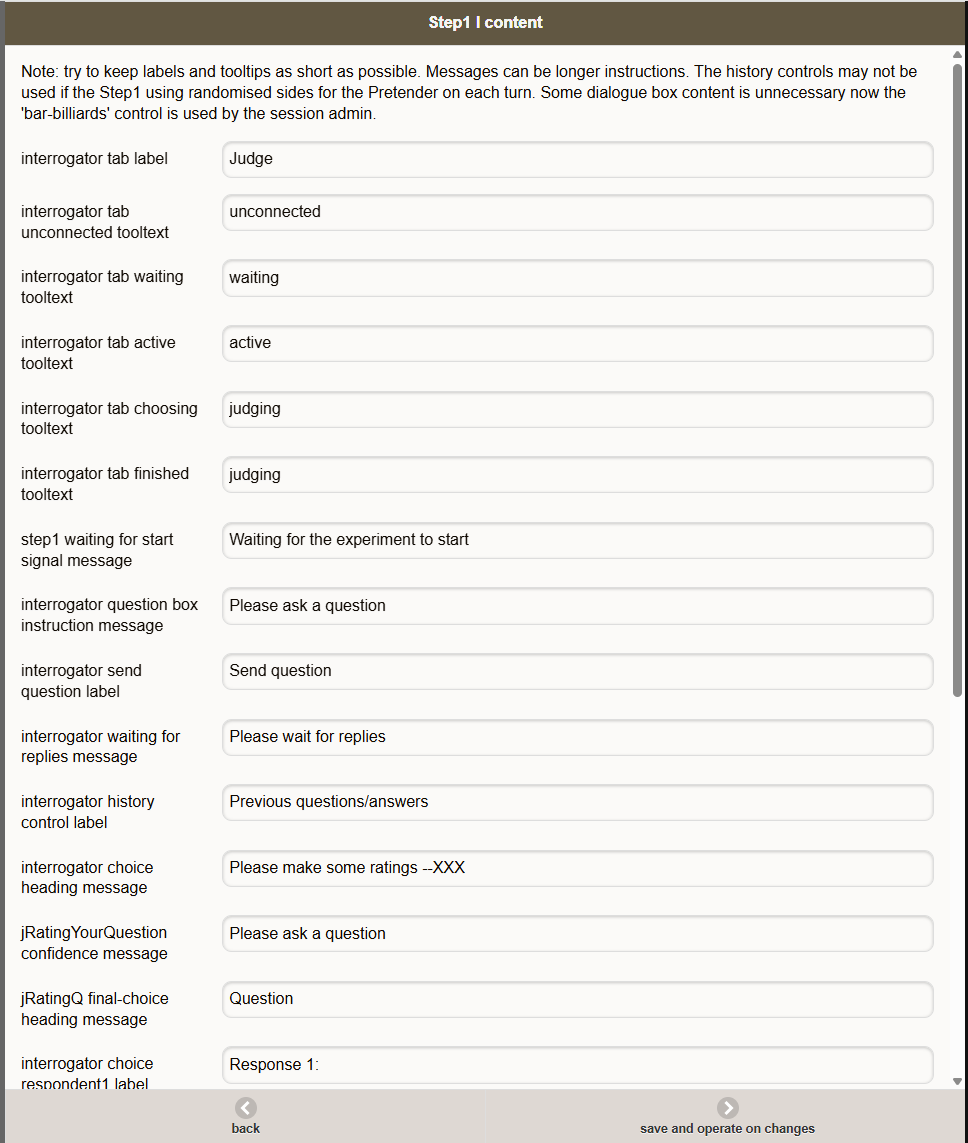 Step1 I content
Note: try to keep labels and tooltips as short as possible. Messages can be longer instructions. The history controls may not be
used if the Step1 using randomised sides for the Pretender on each turn. Some dialogue box content is unnecessary now the
'bar-billiards' control is used by the session admin.
interrogator tab label
Judge
interrogator tab
unconnected tooltext
unconnected
interrogator tab waiting
tooltext
waiting
interrogator tab active
tooltext
active
interrogator tab choosing
tooltext
judging
interrogator tab finished
tooltext
judging
step1 waiting for start
signal message
Waiting for the experiment to start
interrogator question box
instruction message
Please ask a question
interrogator send
question label
Send question
interrogator waiting for
replies message
Please wait for replies
interrogator history
control label
Previous questions/answers
interrogator choice
heading message
Please make some ratings --XXX
jRatingYourQuestion
confidence message
Please ask a question
jRatingQ final-choice
heading message
Question
interrogator choice
respondent1 label
Response 1:
back
save and operate on changes